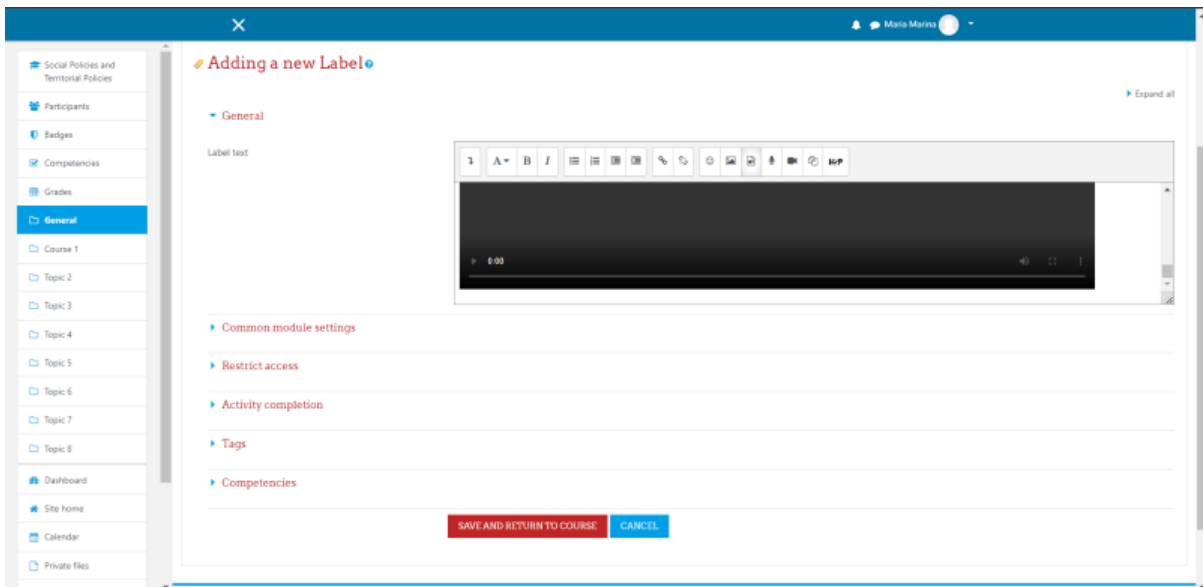 Maria Marina
Social Policies and
Territorial Policies
Participants
Badges
Competencies
Grades
General
Course 1
Topic 2
Topic 3
Topic 4
Topic 5
Topic 6
Topic 7
Topic 8
Dashboard
Site home
Calendar
Private files
Adding a new Label
Expand all
General
Label text
A B I H-P
0:00
Common module settings
Restrict access
Activity completion
Tags
Competencies
SAVE AND RETURN TO COURSE CANCEL